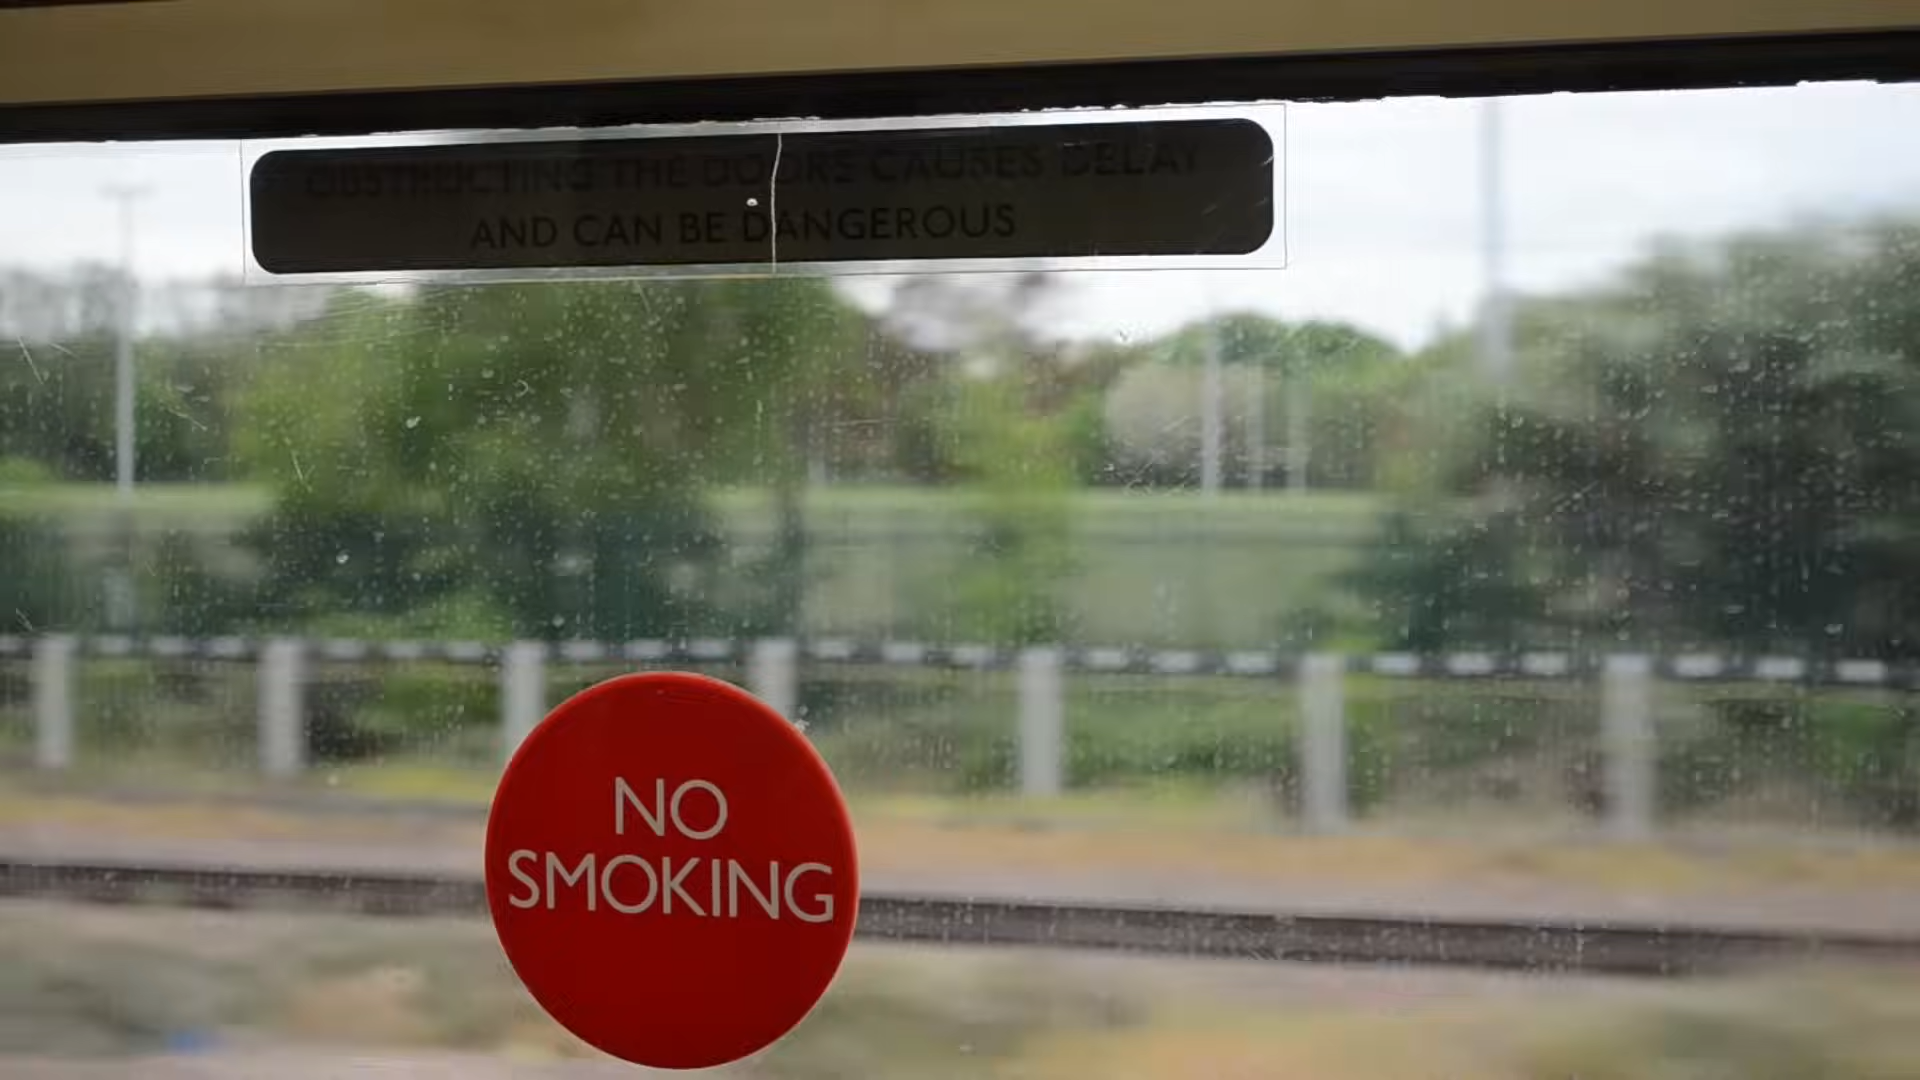 OBSTRUCTING THE DOORS CAUSES DELAY
AND CAN BE DANGEROUS
NO
SMOKING